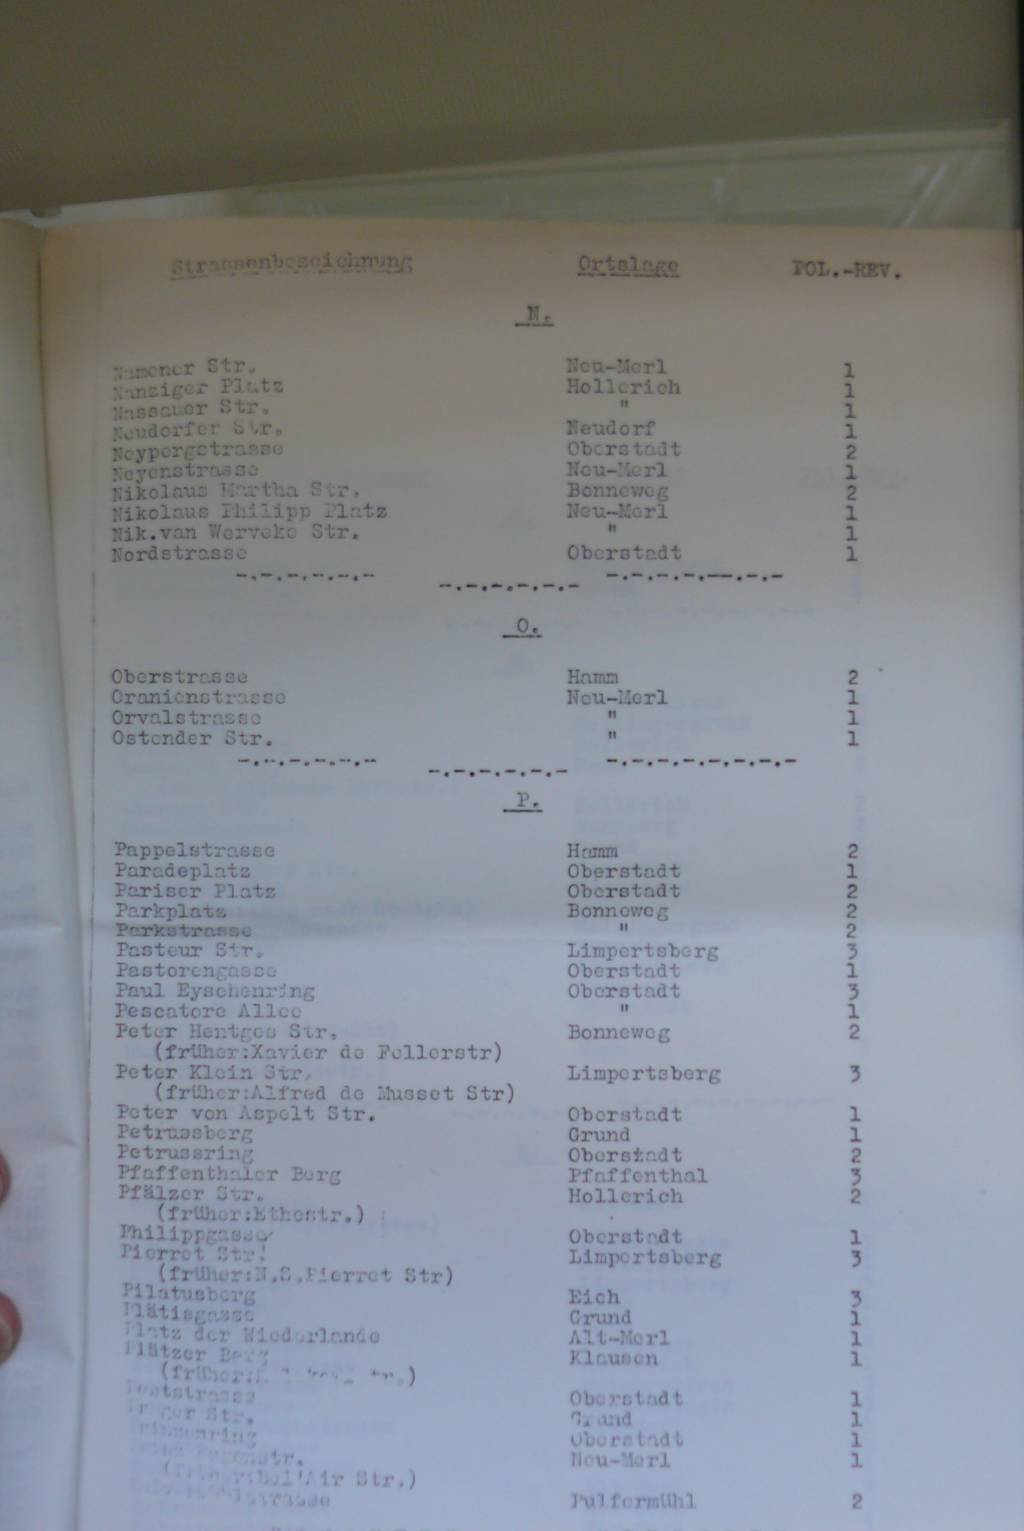 Strassenbezeichnung Ortslage POL.-REV.
N.
Namener Str. Neu-Merl 1
Nanziger Platz Hollerich 1
Nassauer Str. " 1
Neudorfer Str. Neudorf 1
Neypergstrasse Oberstadt 2
Neyenstrasse Neu-Merl 1
Nikolaus Martha Str. Bonneweg 2
Nikolaus Philipp Platz Neu-Merl 1
Nik.van Werveke Str. " 1
Nordstrasse Oberstadt 1
-.-.-.-.-.-.- -.-.-.-.-.-.- -.-.-.-.--.-.-
O.
Oberstrasse Hamm 2
Oranienstrasse Neu-Merl 1
Orvalstrasse " 1
Ostender Str. " 1
-.-.-.-.-.-.- -.-.-.-.-.-.- -.-.-.-.-.-.-.-
P.
Pappelstrasse Hamm 2
Paradeplatz Oberstadt 1
Pariser Platz Oberstadt 2
Parkplatz Bonneweg 2
Parkstrasse " 2
Pasteur Str. Limpertsberg 3
Pastorengasse Oberstadt 1
Paul Eyschenring Oberstadt 3
Pescatore Allee " 1
Peter Hentges Str. Bonneweg 2
(früher:Xavier de Fellerstr)
Peter Klein Str. Limpertsberg 3
(früher:Alfred de Musset Str)
Peter von Aspelt Str. Oberstadt 1
Petrussberg Grund 1
Petrussring Oberstadt 2
Pfaffenthaler Berg Pfaffenthal 3
Pfälzer Str. Hollerich 2
(früher:Ethestr.)
Philippgasse Oberstadt 1
Pierret Str. Limpertsberg 3
(früher:N.S.Pierret Str)
Pilatusberg Eich 3
Plätisgasse Grund 1
Platz der Niederlande Alt-Merl 1
Plätzer Berg Klausen 1
(früher:
Poststrasse Oberstadt 1
Prager Str. Grund 1
Prinzenring Oberstadt 1
Neu-Merl 1
(früher:Bel'Air Str.)
Pulfermühl 2